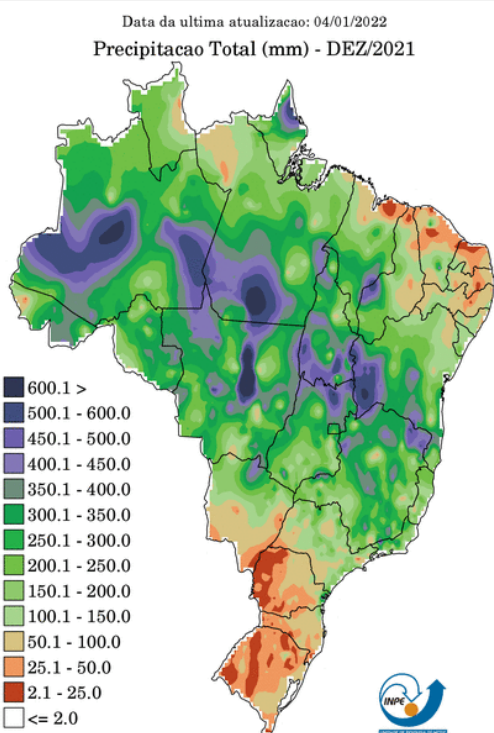 Data da ultima atualizacao: 04/01/2022
Precipitacao Total (mm) - DEZ/2021
600.1 >
500.1 - 600.0
450.1 - 500.0
400.1 - 450.0
350.1 - 400.0
300.1 - 350.0
250.1 - 300.0
200.1 - 250.0
150.1 - 200.0
100.1 - 150.0
50.1 - 100.0
25.1 - 50.0
2.1 - 25.0
<= 2.0
INPE